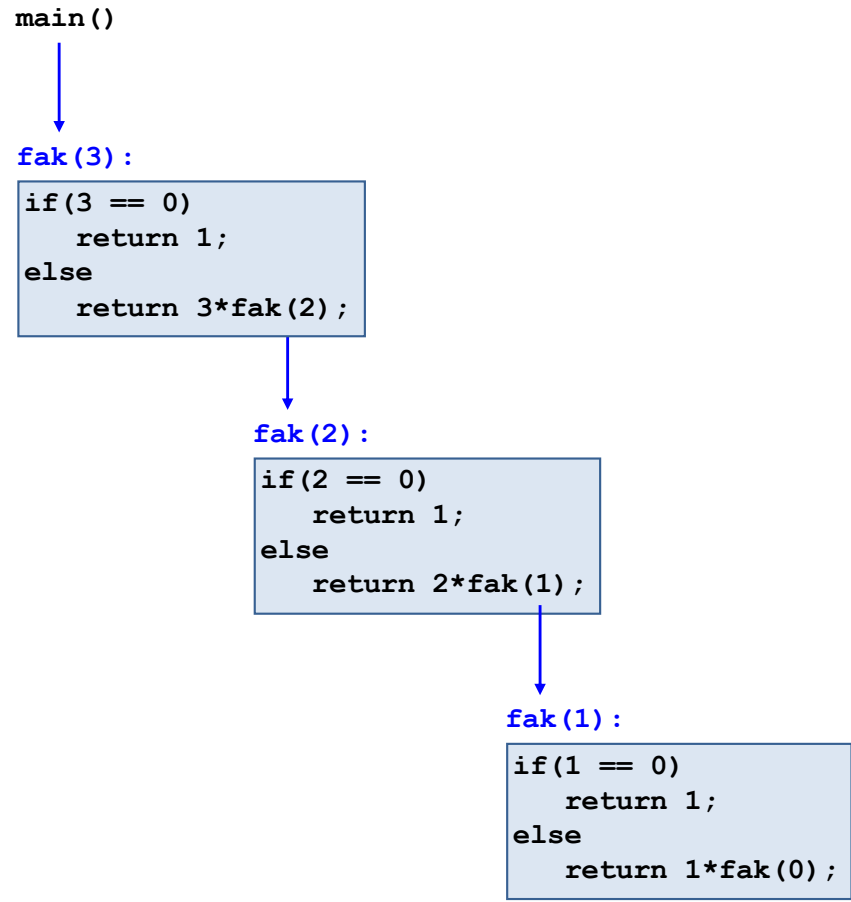 main()
fak(3):
if(3 == 0)
   return 1;
else
   return 3*fak(2);
fak(2):
if(2 == 0)
   return 1;
else
   return 2*fak(1);
fak(1):
if(1 == 0)
   return 1;
else
   return 1*fak(0);